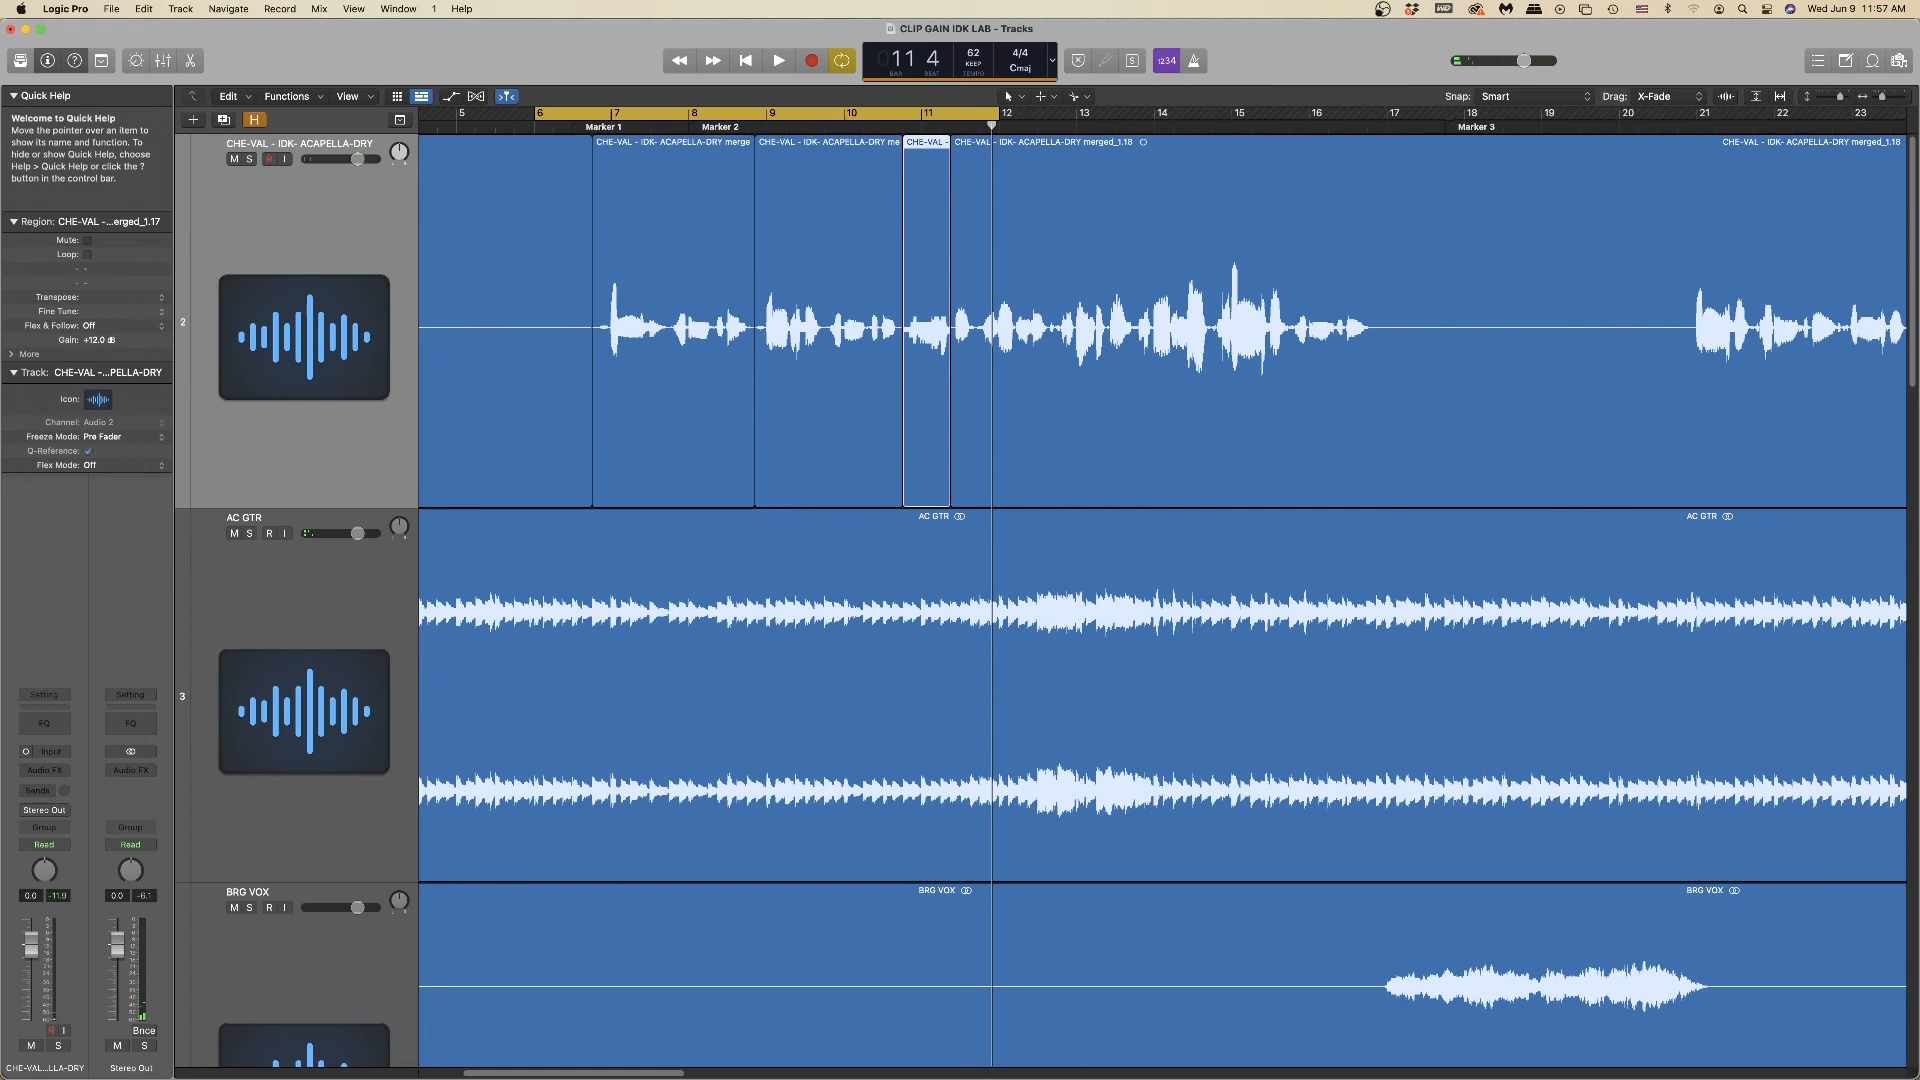 Logic Pro File Edit Track Navigate Record Mix View Window 1 Help
Wed Jun 9 11:57 AM
CLIP GAIN IDK LAB - Tracks
011 4
BAR BEAT
62
KEEP
TEMPO
4/4
Cmaj
S
1234
Quick Help
Welcome to Quick Help
Move the pointer over an item to
show its name and function. To
hide or show Quick Help, choose
Help > Quick Help or click the ?
button in the control bar.
Region: CHE-VAL -...erged_1.17
Mute:
Loop:
Transpose:
Fine Tune:
Flex & Follow: Off
Gain: +12.0 dB
More
Track: CHE-VAL -...PELLA-DRY
Icon:
Channel: Audio 2
Freeze Mode: Pre Fader
Q-Reference:
Flex Mode: Off
Setting Setting
EQ EQ
Input
Audio FX Audio FX
Sends
Stereo Out
Group Group
Read Read
0.0 -11.9 0.0 -6.1
R I Bnce
M S M S
CHE-VAL...LLA-DRY Stereo Out
Edit Functions View
Snap: Smart Drag: X-Fade
H
5 6 7 8 9 10 11 12 13 14 15 16 17 18 19 20 21 22 23
Marker 1 Marker 2 Marker 3
2
CHE-VAL - IDK- ACAPELLA-DRY
M S R I
CHE-VAL - IDK- ACAPELLA-DRY merge
CHE-VAL - IDK- ACAPELLA-DRY me
CHE-VAL -
CHE-VAL - IDK- ACAPELLA-DRY merged_1.18
CHE-VAL - IDK- ACAPELLA-DRY merged_1.18
3
AC GTR
M S R I
AC GTR
AC GTR
BRG VOX
M S R I
BRG VOX
BRG VOX